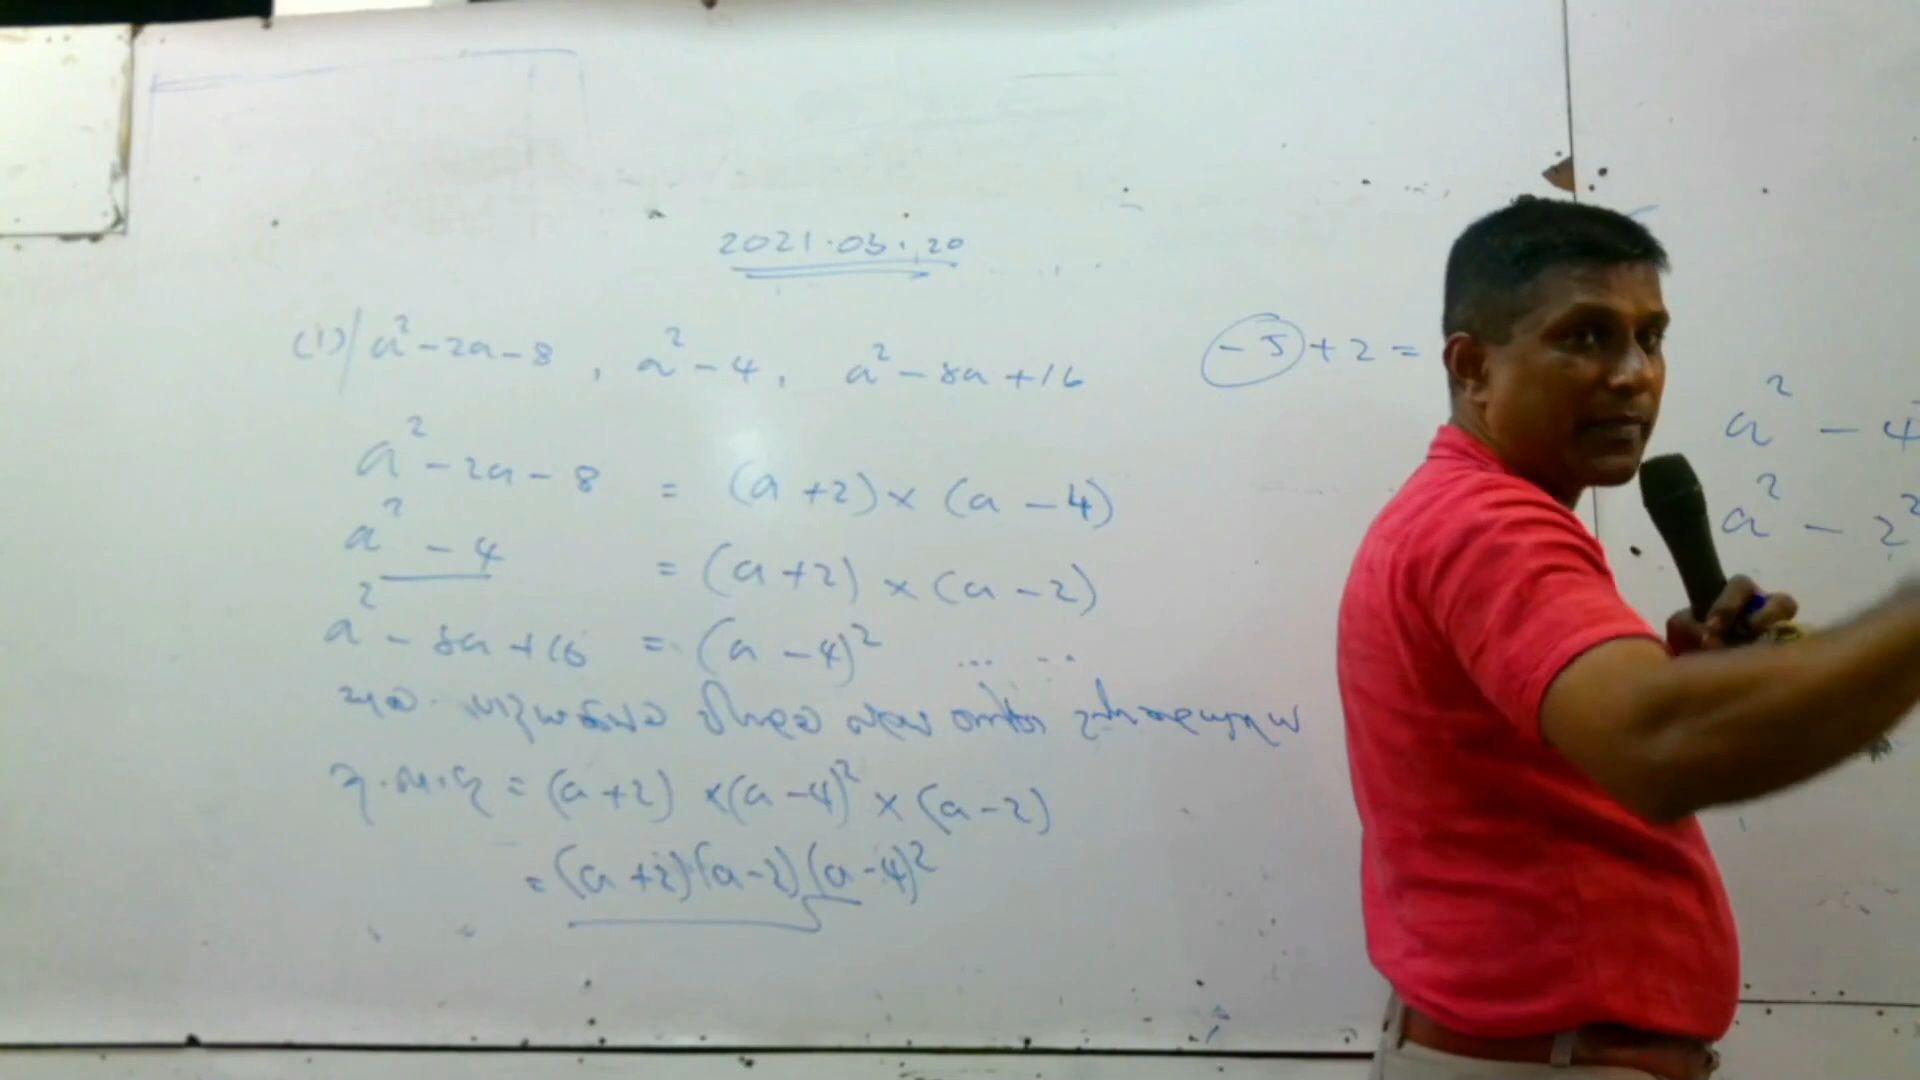 2021.03.20
(1) a² - 2a - 8 , a² - 4 , a² - 8a + 16
a² - 2a - 8 = (a + 2) × (a - 4)
a² - 4 = (a + 2) × (a - 2)
a² - 8a + 16 = (a - 4)²
කු.පො.ගු = (a + 2) × (a - 4)² × (a - 2)
= (a + 2)(a - 2)(a - 4)²
- 5 + 2 =
a² - 4
a² - 2²